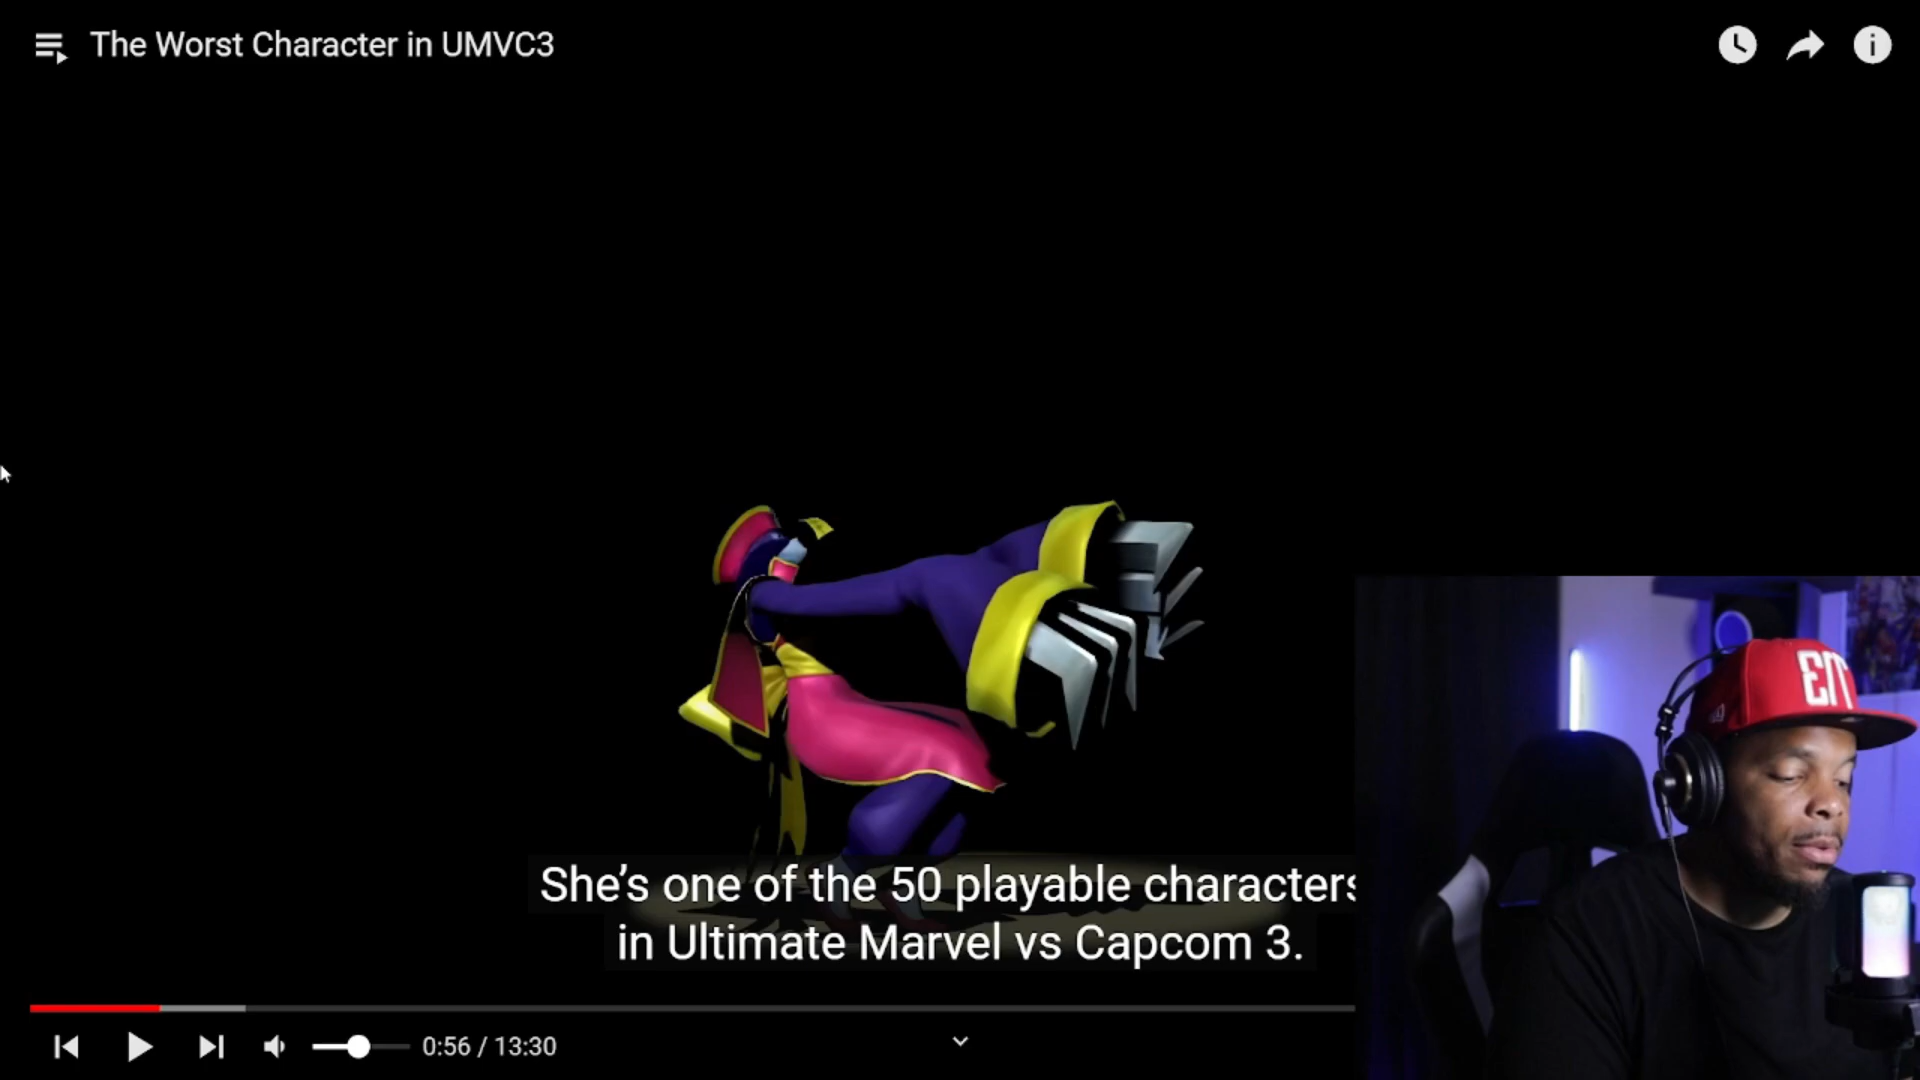 The Worst Character in UMVC3
She's one of the 50 playable characters
in Ultimate Marvel vs Capcom 3.
0:56 / 13:30